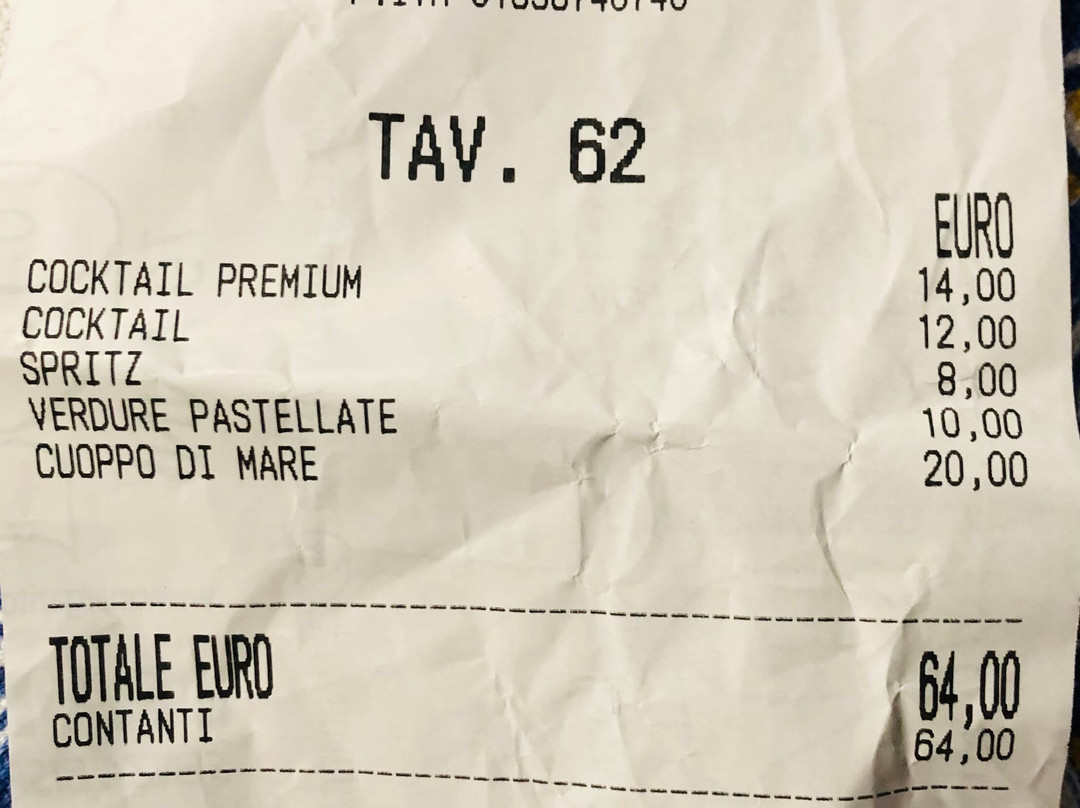 TAV. 62
EURO
COCKTAIL PREMIUM 14,00
COCKTAIL 12,00
SPRITZ 8,00
VERDURE PASTELLATE 10,00
CUOPPO DI MARE 20,00
TOTALE EURO 64,00
CONTANTI 64,00